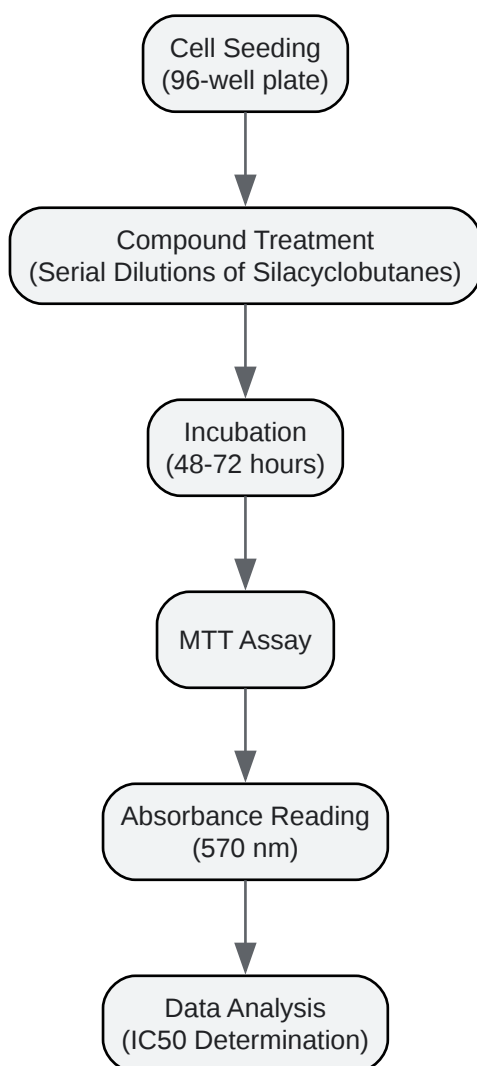 Cell Seeding
(96-well plate)
Compound Treatment
(Serial Dilutions of Silacyclobutanes)
Incubation
(48-72 hours)
MTT Assay
Absorbance Reading
(570 nm)
Data Analysis
(IC50 Determination)